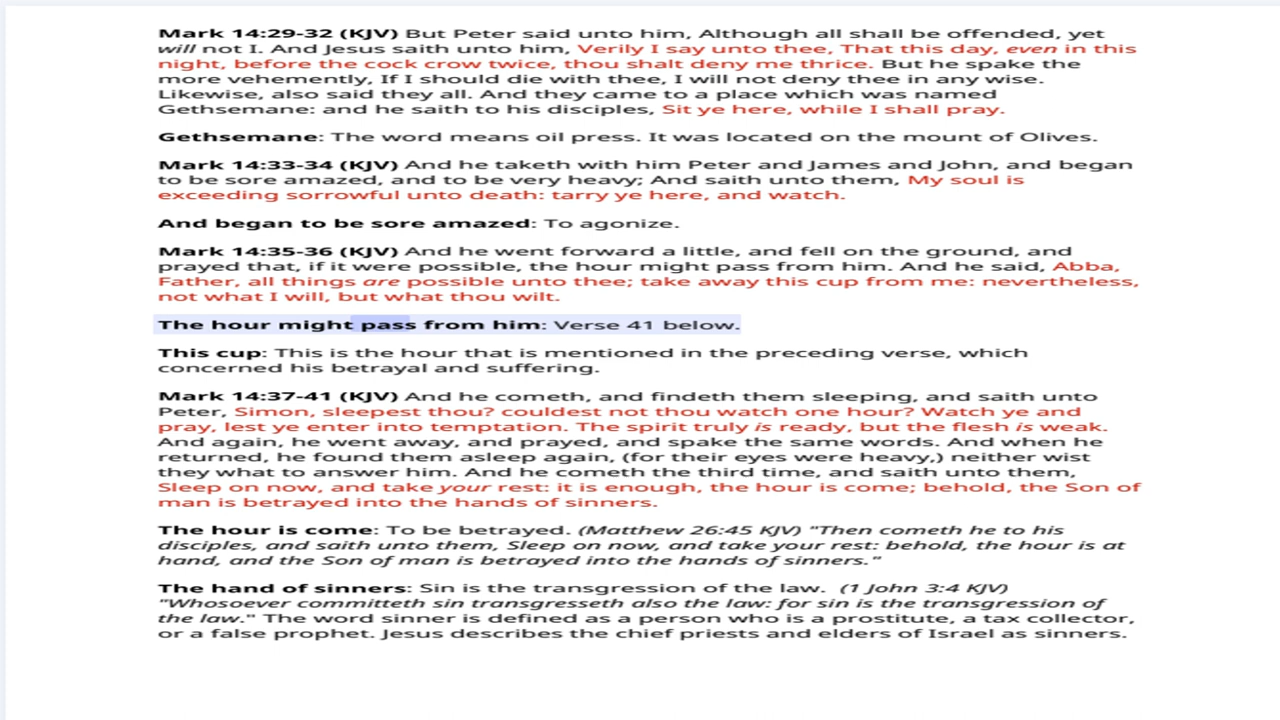 Mark 14:29-32 (KJV) But Peter said unto him, Although all shall be offended, yet
will not I. And Jesus saith unto him, Verily I say unto thee, That this day, even in this
night, before the cock crow twice, thou shalt deny me thrice. But he spake the
more vehemently, If I should die with thee, I will not deny thee in any wise.
Likewise, also said they all. And they came to a place which was named
Gethsemane: and he saith to his disciples, Sit ye here, while I shall pray.
Gethsemane: The word means oil press. It was located on the mount of Olives.
Mark 14:33-34 (KJV) And he taketh with him Peter and James and John, and began
to be sore amazed, and to be very heavy; And saith unto them, My soul is
exceeding sorrowful unto death: tarry ye here, and watch.
And began to be sore amazed: To agonize.
Mark 14:35-36 (KJV) And he went forward a little, and fell on the ground, and
prayed that, if it were possible, the hour might pass from him. And he said, Abba,
Father, all things are possible unto thee; take away this cup from me: nevertheless,
not what I will, but what thou wilt.
The hour might pass from him: Verse 41 below.
This cup: This is the hour that is mentioned in the preceding verse, which
concerned his betrayal and suffering.
Mark 14:37-41 (KJV) And he cometh, and findeth them sleeping, and saith unto
Peter, Simon, sleepest thou? couldest not thou watch one hour? Watch ye and
pray, lest ye enter into temptation. The spirit truly is ready, but the flesh is weak.
And again, he went away, and prayed, and spake the same words. And when he
returned, he found them asleep again, (for their eyes were heavy,) neither wist
they what to answer him. And he cometh the third time, and saith unto them,
Sleep on now, and take your rest: it is enough, the hour is come; behold, the Son of
man is betrayed into the hands of sinners.
The hour is come: To be betrayed. (Matthew 26:45 KJV) "Then cometh he to his
disciples, and saith unto them, Sleep on now, and take your rest: behold, the hour is at
hand, and the Son of man is betrayed into the hands of sinners."
The hand of sinners: Sin is the transgression of the law. (1 John 3:4 KJV)
"Whosoever committeth sin transgresseth also the law: for sin is the transgression of
the law." The word sinner is defined as a person who is a prostitute, a tax collector,
or a false prophet. Jesus describes the chief priests and elders of Israel as sinners.